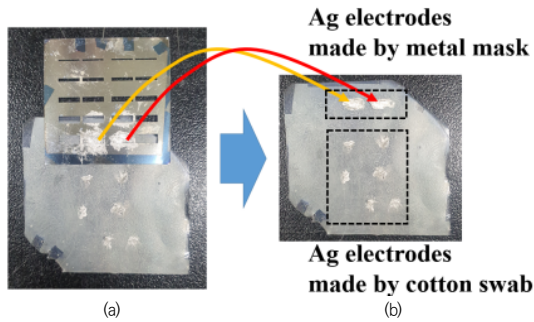 Ag electrodes
made by metal mask
Ag electrodes
made by cotton swab
(a)
(b)